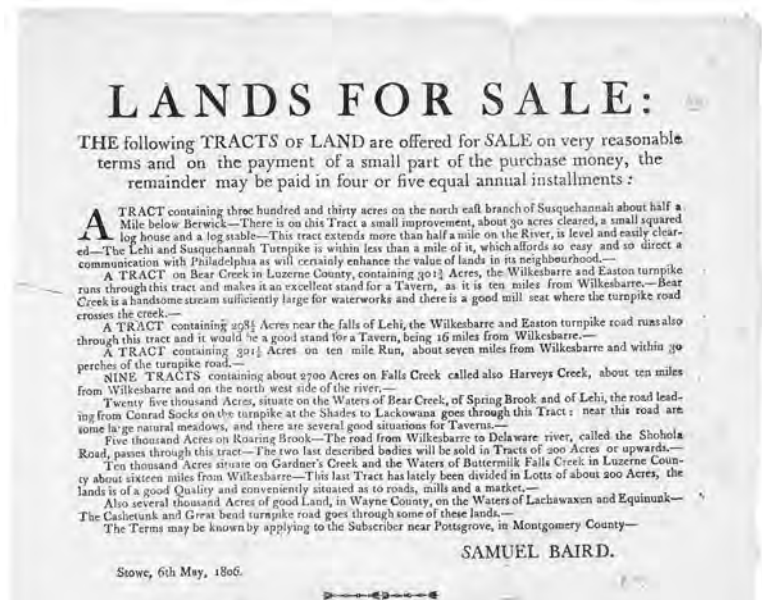 LANDS FOR SALE:
THE following TRACTS OF LAND are offered for SALE on very reasonable
terms and on the payment of a small part of the purchase money, the
remainder may be paid in four or five equal annual installments:
A TRACT containing three hundred and thirty acres on the north east branch of Susquehannah about half a
Mile below Berwick—There is on this Tract a small improvement, about 30 acres cleared, a small squared
log house and a log stable—This tract extends more than half a mile on the River, is level and easily clear-
ed—The Lehi and Susquehannah Turnpike is within less than a mile of it, which affords so easy and so direct a
communication with Philadelphia as will certainly enhance the value of lands in its neighbourhood.—
A TRACT on Bear Creek in Luzerne County, containing 301¾ Acres, the Wilkesbarre and Easton turnpike
runs through this tract and makes it an excellent stand for a Tavern, as it is ten miles from Wilkesbarre.—Bear
Creek is a handsome stream sufficiently large for waterworks and there is a good mill seat where the turnpike road
crosses the creek.—
A TRACT containing 298½ Acres near the falls of Lehi, the Wilkesbarre and Easton turnpike road runs also
through this tract and it would be a good stand for a Tavern, being 16 miles from Wilkesbarre.—
A TRACT containing 301½ Acres on ten mile Run, about seven miles from Wilkesbarre and within 30
perches of the turnpike road.—
NINE TRACTS containing about 2700 Acres on Falls Creek called also Harveys Creek, about ten miles
from Wilkesbarre and on the north west side of the river.—
Twenty five thousand Acres, situate on the Waters of Bear Creek, of Spring Brook and of Lehi, the road lead-
ing from Conrad Socks on the turnpike at the Shades to Lackowana goes through this Tract: near this road are
some large natural meadows, and there are several good situations for Taverns.—
Five thousand Acres on Roaring Brook—The road from Wilkesbarre to Delaware river, called the Shohola
Road, passes through this tract—The two last described bodies will be sold in Tracts of 200 Acres or upwards.—
Ten thousand Acres situate on Gardner's Creek and the Waters of Buttermilk Falls Creek in Luzerne Coun-
ty about sixteen miles from Wilkesbarre—This last Tract has lately been divided in Lotts of about 200 Acres, the
lands is of a good Quality and conveniently situated as to roads, mills and a market.—
Also several thousand Acres of good Land, in Wayne County, on the Waters of Lachawaxen and Equinunk—
The Cashetunk and Great bend turnpike road goes through some of these lands.—
The Terms may be known by applying to the Subscriber near Pottsgrove, in Montgomery County—
SAMUEL BAIRD.
Stowe, 6th May, 1806.